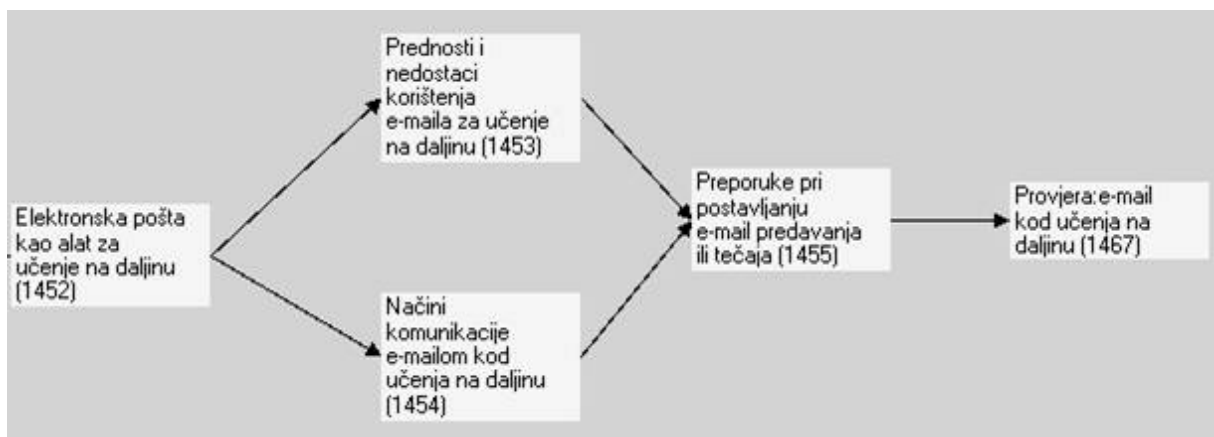 Elektronska pošta
kao alat za
učenje na daljinu
(1452)
Prednosti i
nedostaci
korištenja
e-maila za učenje
na daljinu (1453)
Načini
komunikacije
e-mailom kod
učenja na daljinu
(1454)
Preporuke pri
postavljanju
e-mail predavanja
ili tečaja (1455)
Provjera:e-mail
kod učenja na
daljinu (1467)